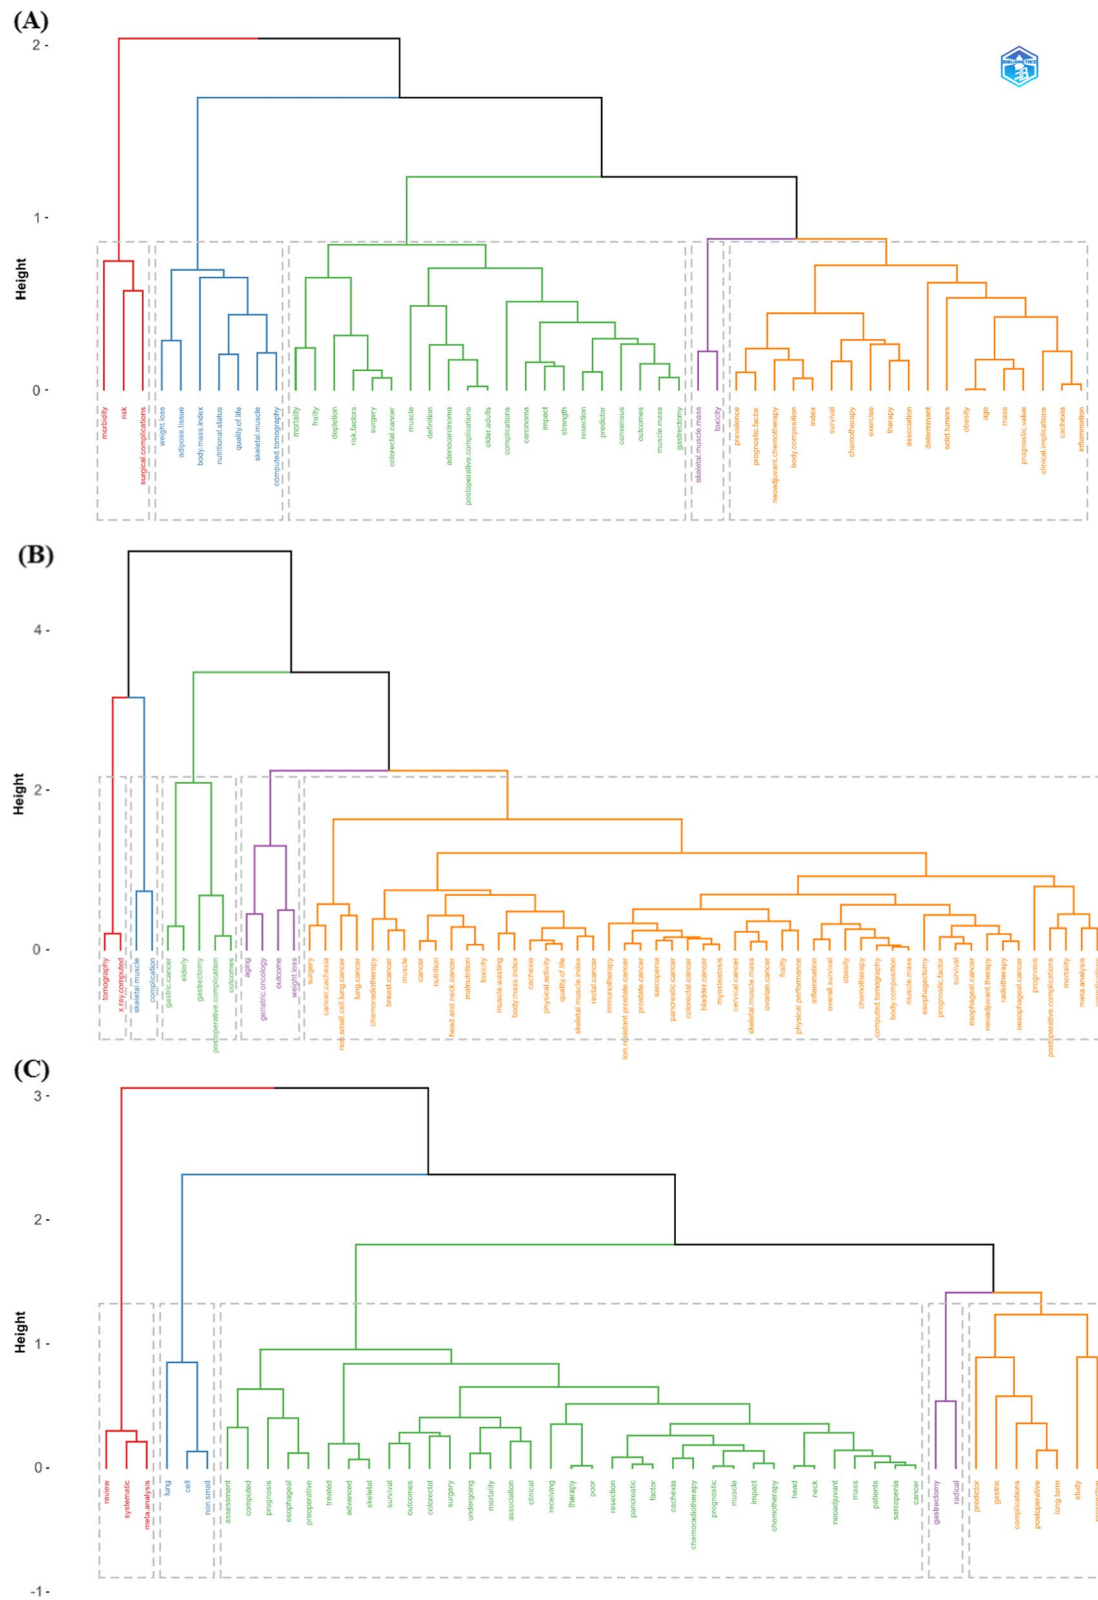 (A)
BIBLIOMETRIX
2
1
0
Height
morbidity
risk
surgical.complications
weight.loss
adipose.tissue
body.mass.index
nutritional.status
quality.of.life
skeletal.muscle
computed.tomography
mortality
frailty
depletion
risk.factors
surgery
colorectal.cancer
muscle
definition
adenocarcinoma
postoperative.complications
older.adults
complications
carcinoma
impact
strength
resection
predictor
consensus
outcomes
muscle.mass
gastrectomy
skeletal.muscle.mass
toxicity
prevalence
prognostic.factor
neoadjuvant.chemotherapy
body.composition
index
survival
chemotherapy
exercise
therapy
association
determinant
solid.tumors
obesity
age
mass
prognostic.value
clinical.implications
cachexia
inflammation
(B)
4
2
0
Height
tomography
x.ray.computed
skeletal.muscle
complication
gastric.cancer
elderly
gastrectomy
postoperative.complication
outcomes
aging
geriatric.oncology
outcome
weight.loss
surgery
cancer.cachexia
non.small.cell.lung.cancer
lung.cancer
chemoradiotherapy
breast.cancer
muscle
cancer
nutrition
head.and.neck.cancer
malnutrition
toxicity
muscle.wasting
body.mass.index
cachexia
physical.activity
quality.of.life
skeletal.muscle.index
rectal.cancer
immunotherapy
ion.resistant.prostate.cancer
prostate.cancer
sarcopenia
pancreatic.cancer
colorectal.cancer
bladder.cancer
myosteatosis
cervical.cancer
skeletal.muscle.mass
ovarian.cancer
frailty
physical.performance
inflammation
overall.survival
obesity
chemotherapy
computed.tomography
body.composition
muscle.mass
esophagectomy
prognostic.factor
survival
esophageal.cancer
neoadjuvant.therapy
radiotherapy
oesophageal.cancer
prognosis
postoperative.complications
mortality
meta.analysis
(C)
3
2
1
0
-1
Height
review
systematic
meta.analysis
lung
cell
non.small
assessment
computed
prognosis
esophageal
preoperative
treated
advanced
skeletal
survival
outcomes
colorectal
surgery
undergoing
mortality
association
clinical
receiving
therapy
poor
resection
pancreatic
factor
cachexia
chemoradiotherapy
prognostic
muscle
impact
chemotherapy
head
neck
neoadjuvant
mass
patients
sarcopenia
cancer
gastrectomy
radical
predictor
gastric
complications
postoperative
long.term
study